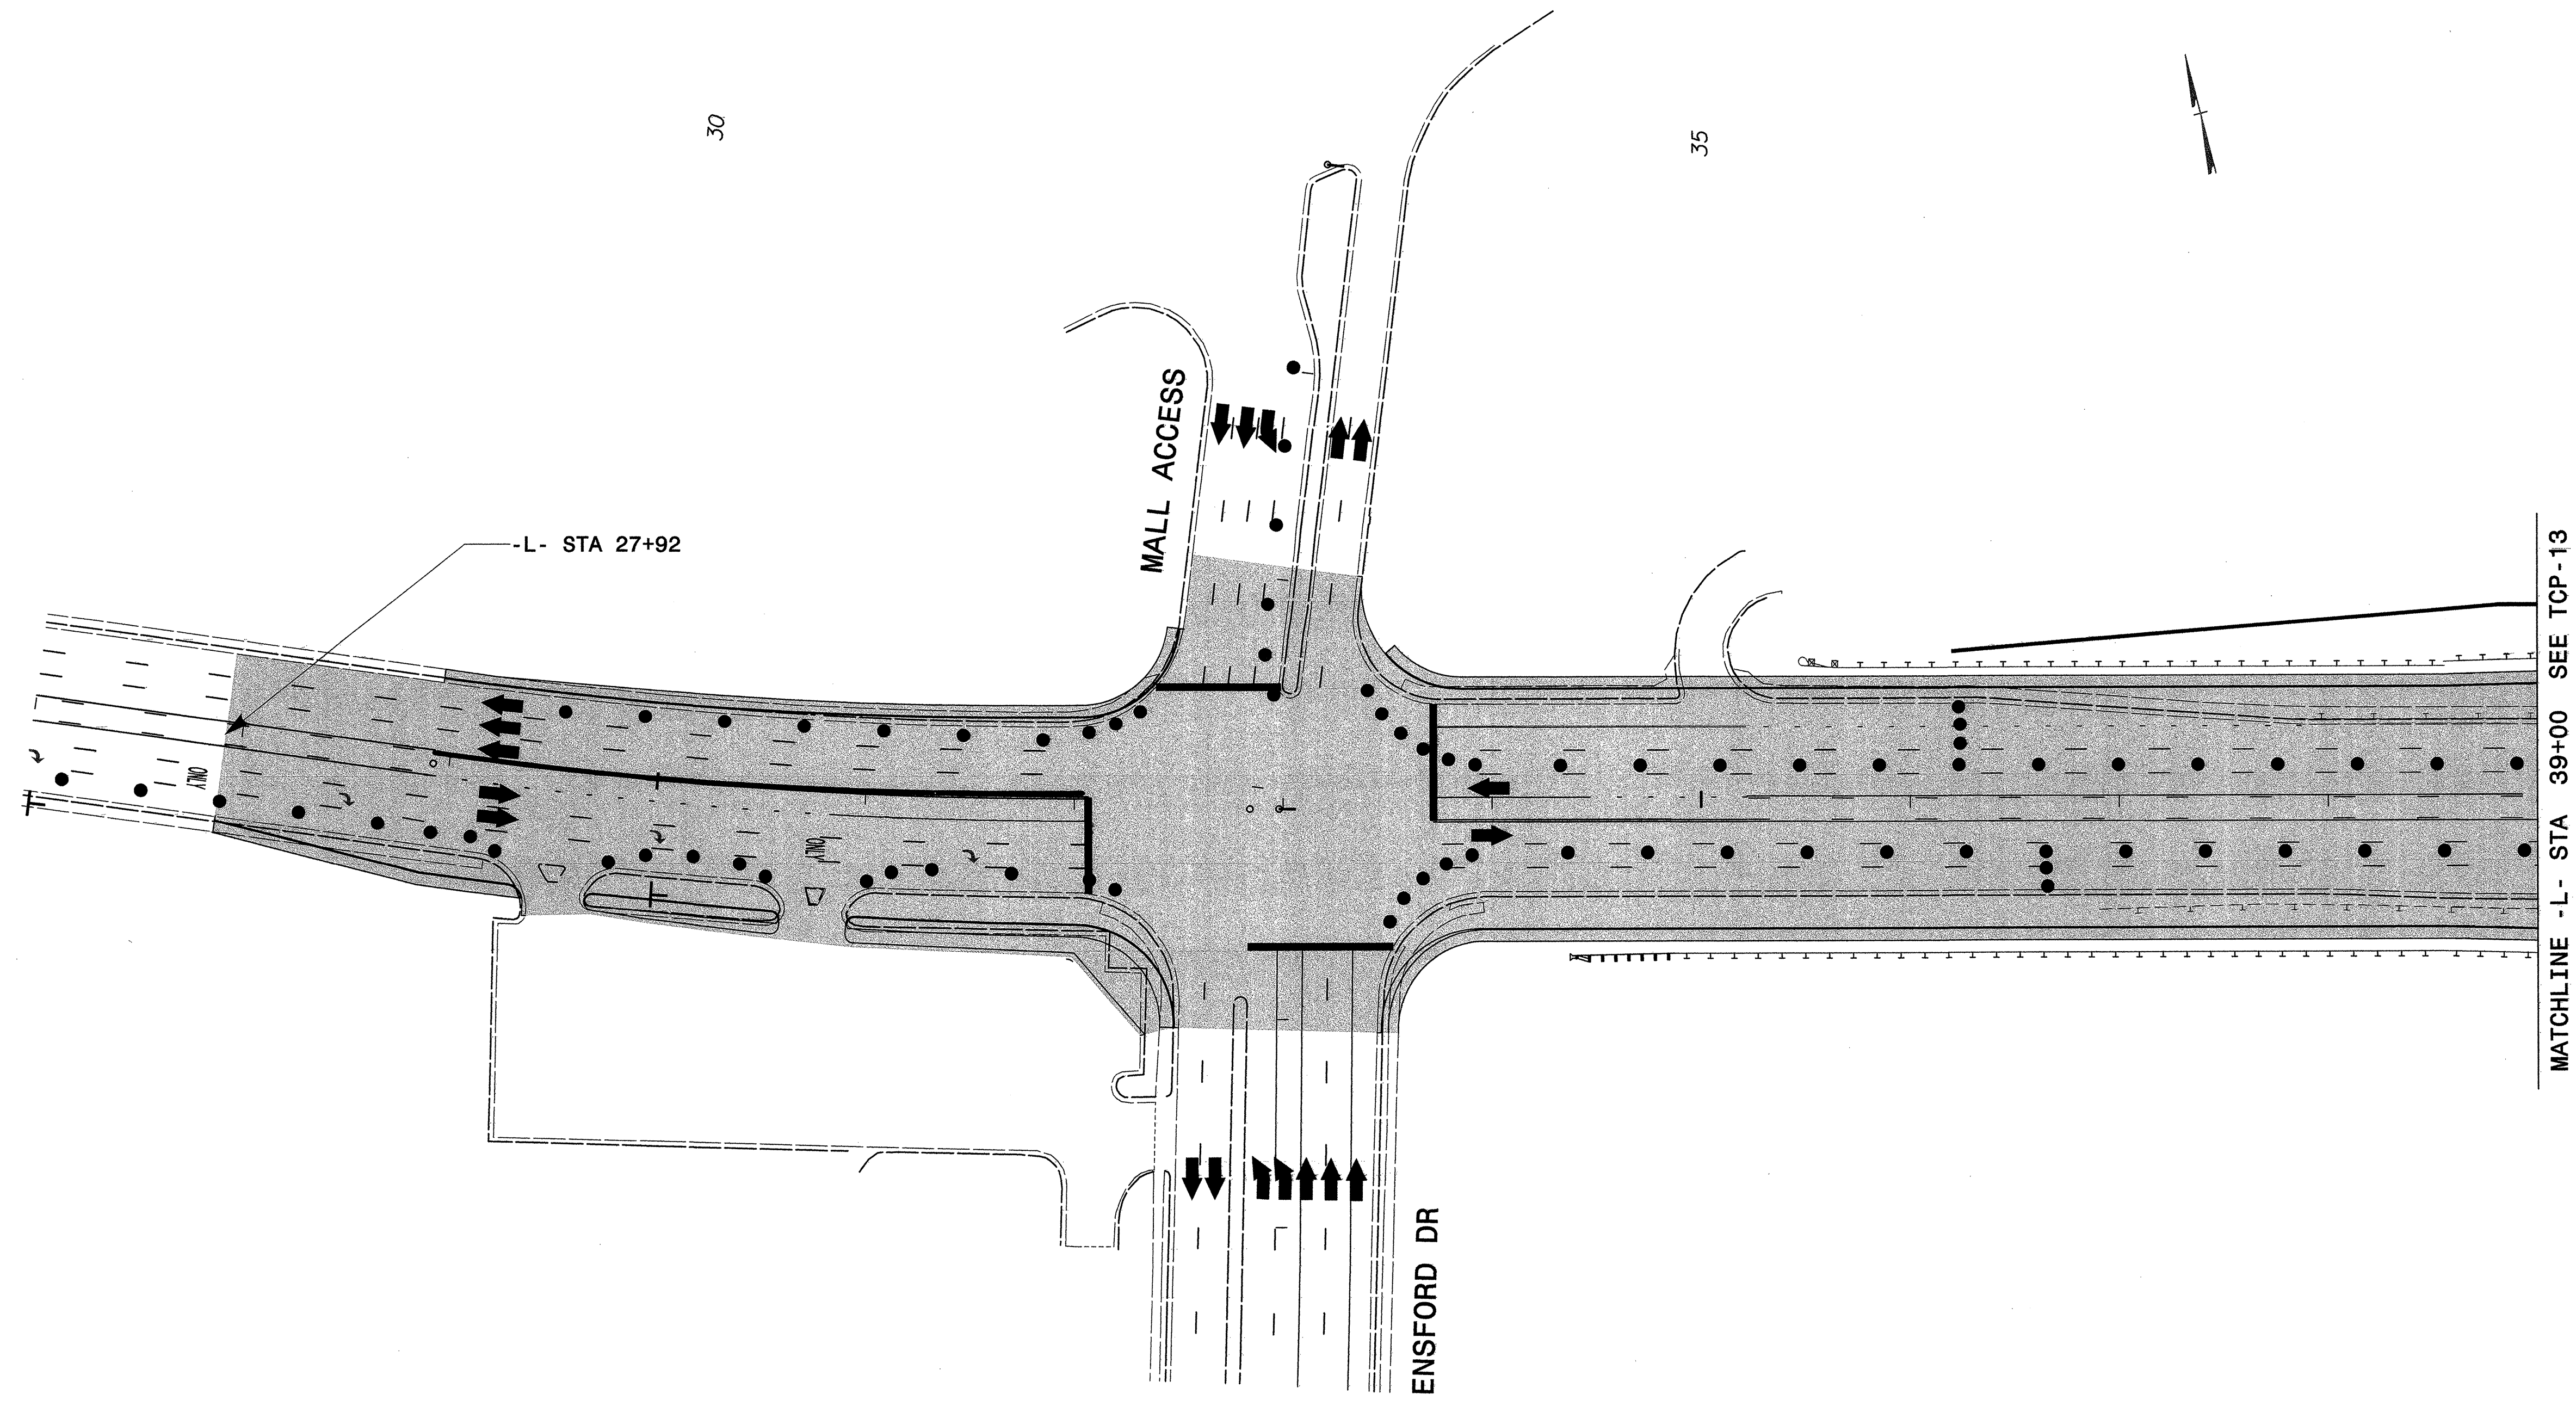 30
35
MALL ACCESS
-L- STA 27+92
ONLY
ONLY
MATCHLINE -L- STA 39+00 SEE TCP-13
ENSFORD DR